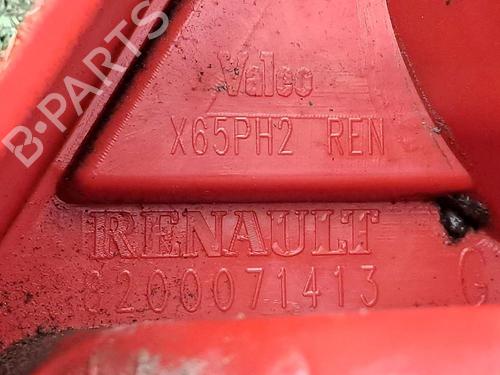 B-PARTS
Valeo
X65PH2 REN
RENAULT
8200071413 G